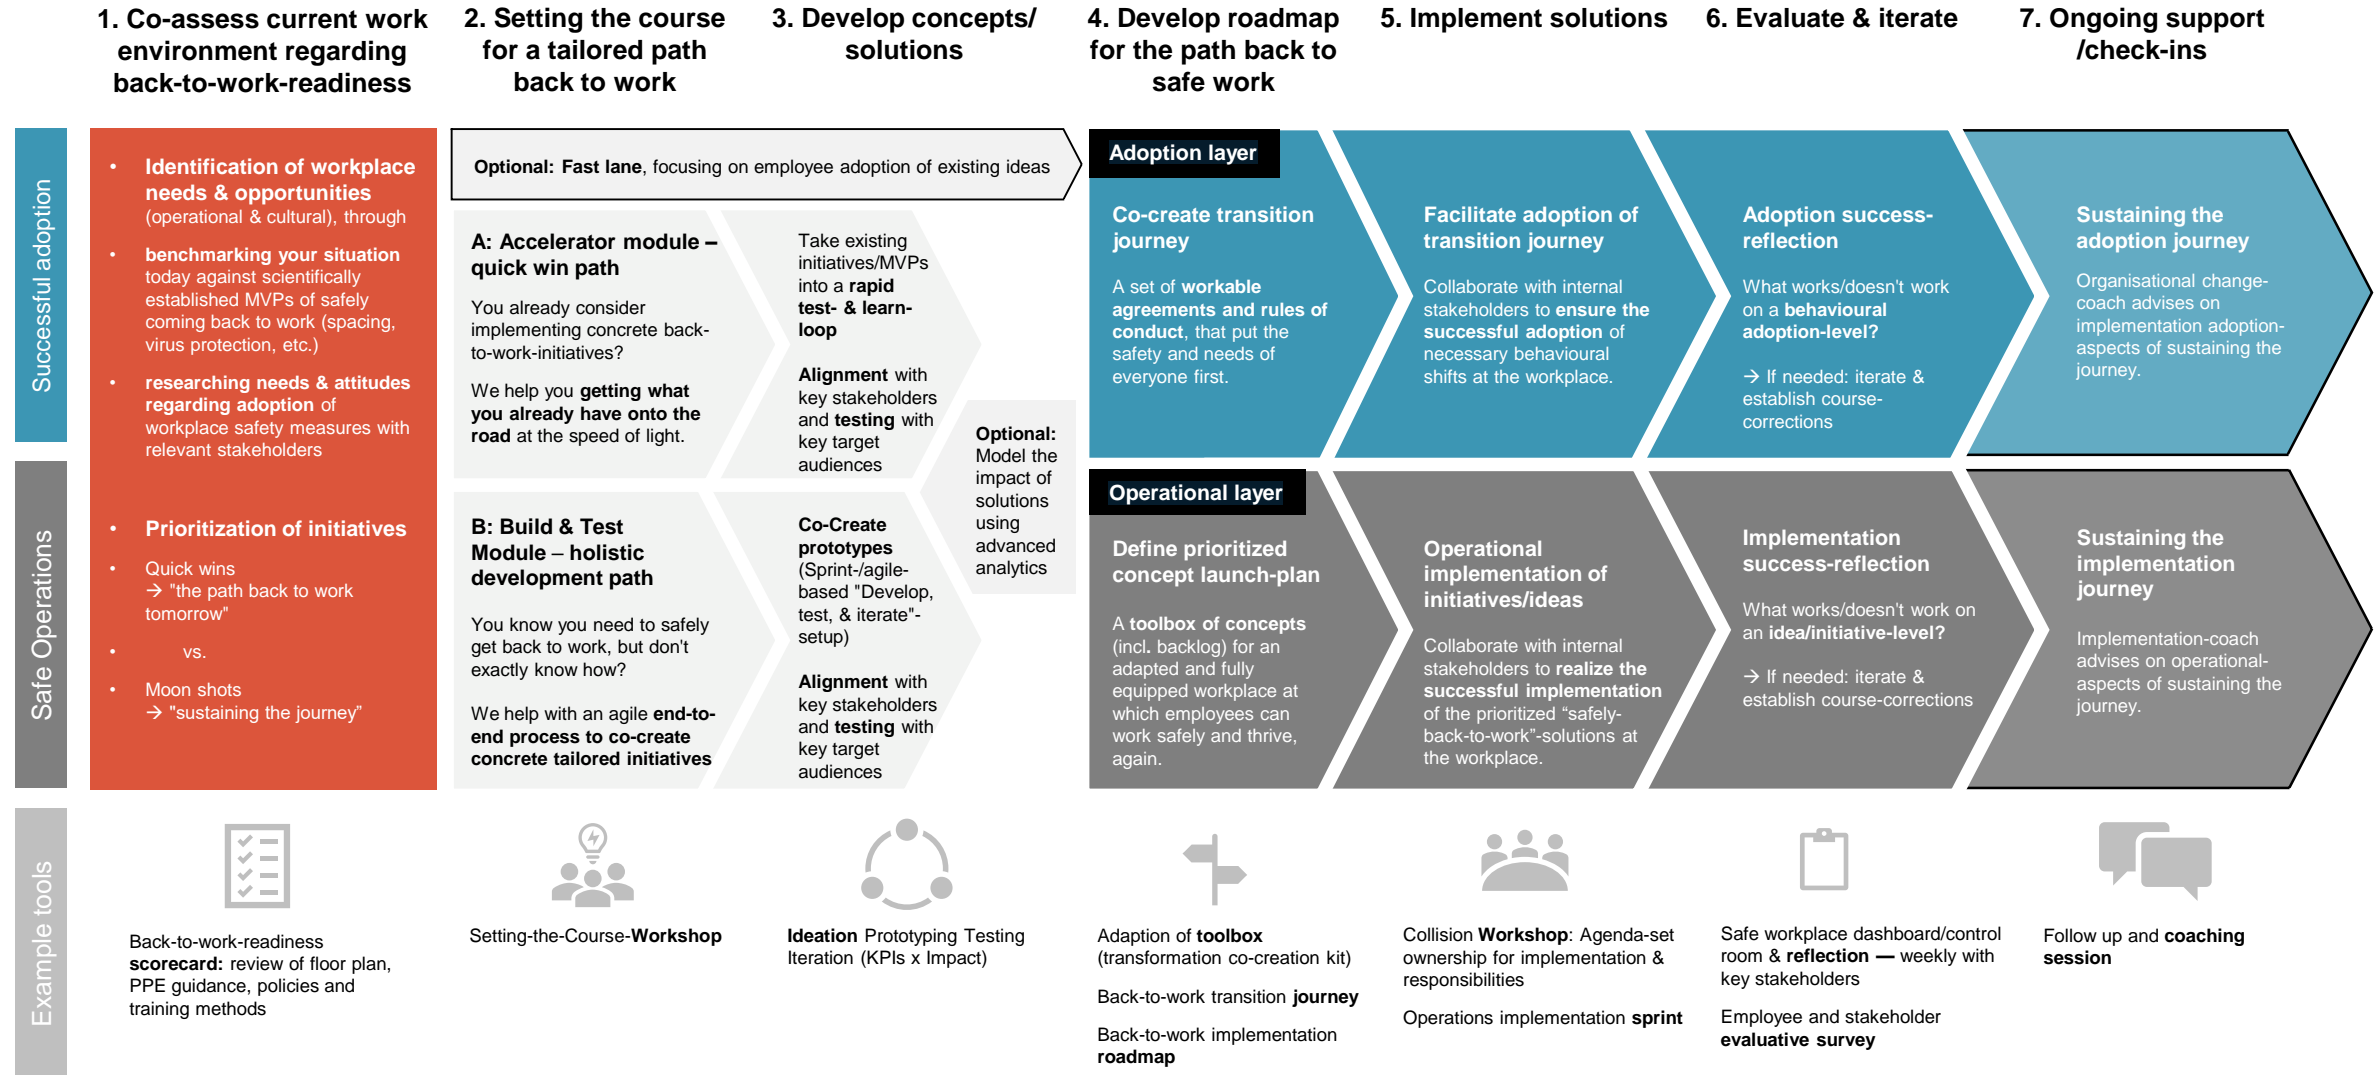 1. Co-assess current work
environment regarding
back-to-work-readiness
2. Setting the course
for a tailored path
back to work
3. Develop concepts/
solutions
4. Develop roadmap
for the path back to
safe work
5. Implement solutions
6. Evaluate & iterate
7. Ongoing support
/check-ins
Successful adoption
Safe Operations
Example tools
• Identification of workplace
needs & opportunities
(operational & cultural), through
• benchmarking your situation
today against scientifically
established MVPs of safely
coming back to work (spacing,
virus protection, etc.)
• researching needs & attitudes
regarding adoption of
workplace safety measures with
relevant stakeholders
• Prioritization of initiatives
• Quick wins
→ "the path back to work
tomorrow"
• vs.
• Moon shots
→ "sustaining the journey”
Optional: Fast lane, focusing on employee adoption of existing ideas
A: Accelerator module –
quick win path
You already consider
implementing concrete back-
to-work-initiatives?
We help you getting what
you already have onto the
road at the speed of light.
Take existing
initiatives/MVPs
into a rapid
test- & learn-
loop
Alignment with
key stakeholders
and testing with
key target
audiences
B: Build & Test
Module – holistic
development path
You know you need to safely
get back to work, but don't
exactly know how?
We help with an agile end-to-
end process to co-create
concrete tailored initiatives
Co-Create
prototypes
(Sprint-/agile-
based "Develop,
test, & iterate"-
setup)
Alignment with
key stakeholders
and testing with
key target
audiences
Optional:
Model the
impact of
solutions
using
advanced
analytics
Adoption layer
Co-create transition
journey
A set of workable
agreements and rules of
conduct, that put the
safety and needs of
everyone first.
Facilitate adoption of
transition journey
Collaborate with internal
stakeholders to ensure the
successful adoption of
necessary behavioural
shifts at the workplace.
Adoption success-
reflection
What works/doesn't work
on a behavioural
adoption-level?
→ If needed: iterate &
establish course-
corrections
Sustaining the
adoption journey
Organisational change-
coach advises on
implementation adoption-
aspects of sustaining the
journey.
Operational layer
Define prioritized
concept launch-plan
A toolbox of concepts
(incl. backlog) for an
adapted and fully
equipped workplace at
which employees can
work safely and thrive,
again.
Operational
implementation of
initiatives/ideas
Collaborate with internal
stakeholders to realize the
successful implementation
of the prioritized “safely-
back-to-work”-solutions at
the workplace.
Implementation
success-reflection
What works/doesn't work on
an idea/initiative-level?
→ If needed: iterate &
establish course-corrections
Sustaining the
implementation
journey
Implementation-coach
advises on operational-
aspects of sustaining the
journey.
Back-to-work-readiness
scorecard: review of floor plan,
PPE guidance, policies and
training methods
Setting-the-Course-Workshop
Ideation Prototyping Testing
Iteration (KPIs x Impact)
Adaption of toolbox
(transformation co-creation kit)
Back-to-work transition journey
Back-to-work implementation
roadmap
Collision Workshop: Agenda-set
ownership for implementation &
responsibilities
Operations implementation sprint
Safe workplace dashboard/control
room & reflection — weekly with
key stakeholders
Employee and stakeholder
evaluative survey
Follow up and coaching
session